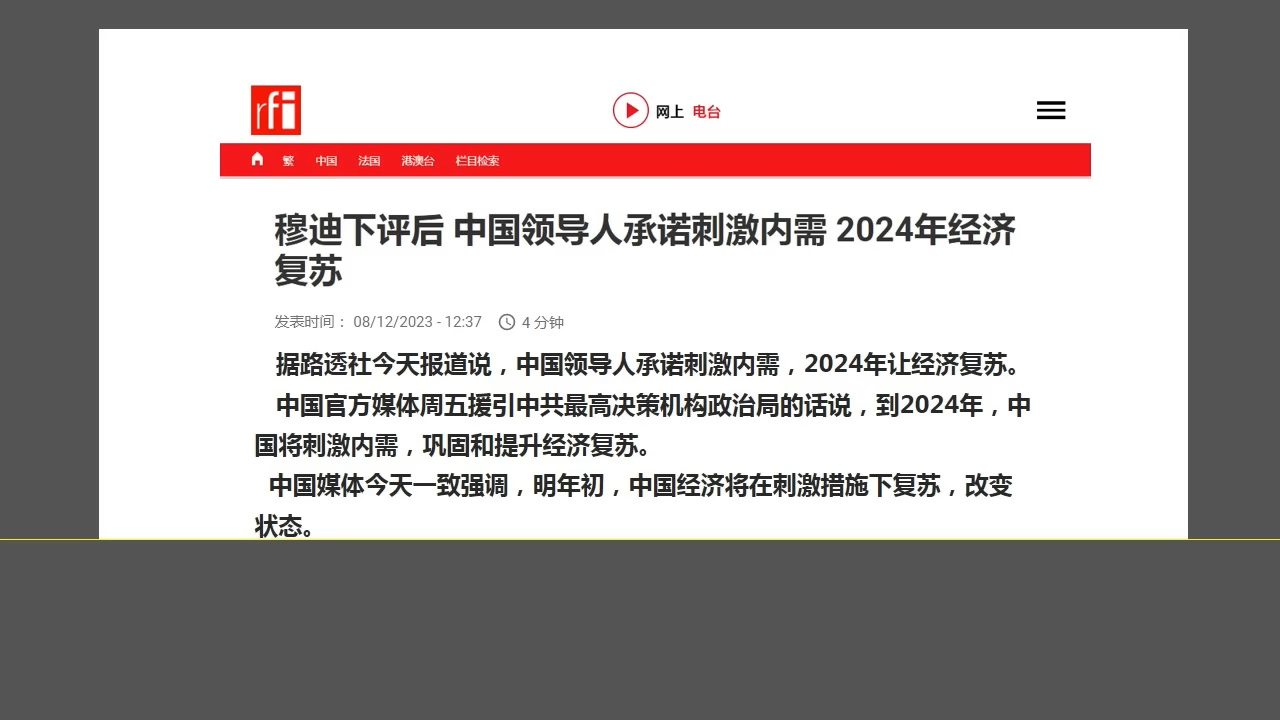 rfi
网上 电台
繁 中国 法国 港澳台 栏目检索
穆迪下评后 中国领导人承诺刺激内需 2024年经济
复苏
发表时间： 08/12/2023 - 12:37 4 分钟
据路透社今天报道说，中国领导人承诺刺激内需，2024年让经济复苏。
中国官方媒体周五援引中共最高决策机构政治局的话说，到2024年，中
国将刺激内需，巩固和提升经济复苏。
中国媒体今天一致强调，明年初，中国经济将在刺激措施下复苏，改变
状态。